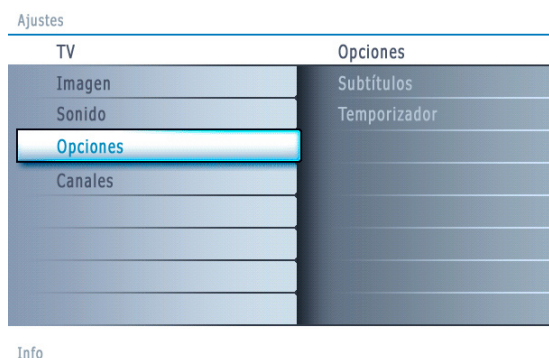 Ajustes
TV
Imagen
Sonido
Opciones
Canales
Opciones
Subtítulos
Temporizador
Info